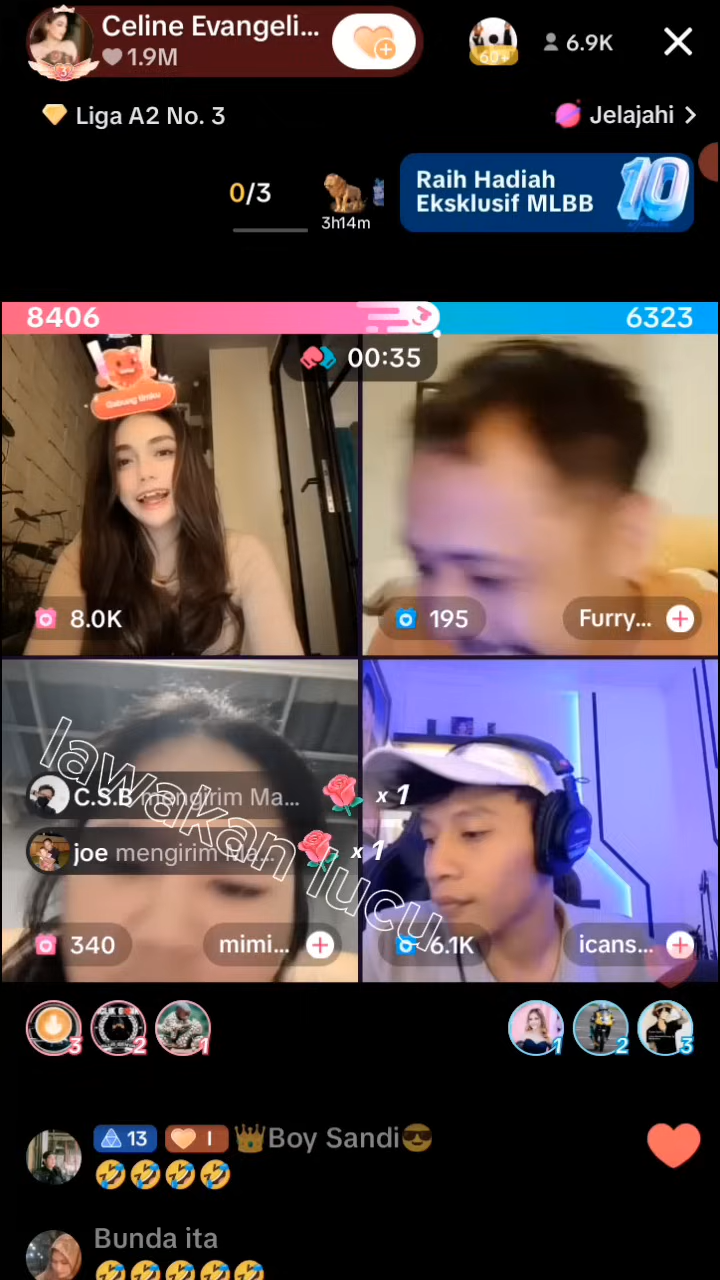 Celine Evangeli...
1.9M
60+
6.9K
Liga A2 No. 3
Jelajahi
0/3
3h14m
Raih Hadiah
Eksklusif MLBB
10
8406
6323
00:35
8.0K
195
Furry...
lawakan lucu
C.S.B mengirim Ma...
x 1
joe mengirim Ma...
x 1
340
mimi...
6.1K
icans...
3
2
1
1
2
3
13
I
Boy Sandi
Bunda ita